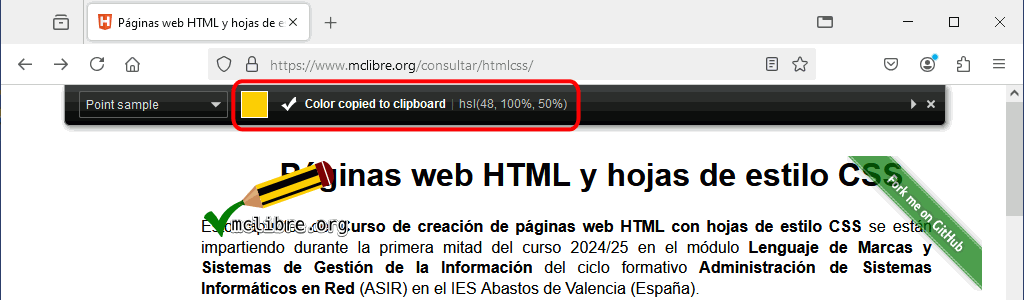 Páginas web HTML y hojas de e
https://www.mclibre.org/consultar/htmlcss/
Point sample
Color copied to clipboard | hsl(48, 100%, 50%)
Páginas web HTML y hojas de estilo CSS
Fork me on GitHub
mclibre.org
Curso de creación de páginas web HTML con hojas de estilo CSS se están
impartiendo durante la primera mitad del curso 2024/25 en el módulo Lenguaje de Marcas y
Sistemas de Gestión de la Información del ciclo formativo Administración de Sistemas
Informáticos en Red (ASIR) en el IES Abastos de Valencia (España).